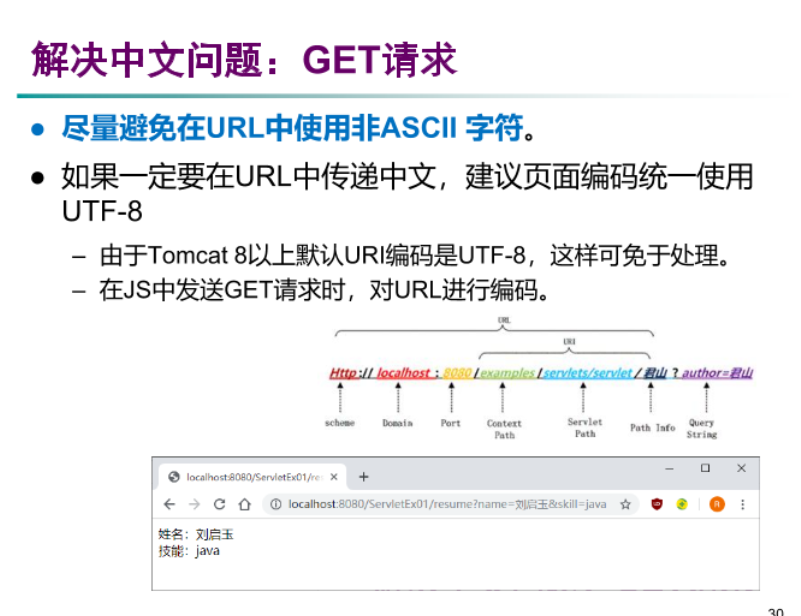 解决中文问题：GET请求
● 尽量避免在URL中使用非ASCII 字符。
● 如果一定要在URL中传递中文，建议页面编码统一使用
UTF-8
– 由于Tomcat 8以上默认URI编码是UTF-8，这样可免于处理。
– 在JS中发送GET请求时，对URL进行编码。
URL
URI
Http :// localhost : 8080 / examples / servlets/servlet / 君山 ? author=君山
scheme Domain Port Context Path Servlet Path Path Info Query String
localhost:8080/ServletEx01/re
localhost:8080/ServletEx01/resume?name=刘启玉&skill=java
姓名：刘启玉
技能：java
30